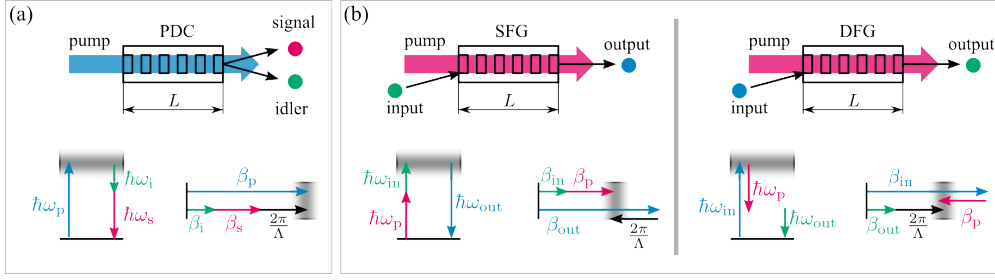 (a)
PDC
pump
signal
idler
L
ħωp
ħωi
ħωs
βp
βi
βs
2π/Λ
(b)
SFG
pump
input
output
L
ħωin
ħωp
ħωout
βin
βp
βout
2π/Λ
DFG
pump
input
output
L
ħωin
ħωp
ħωout
βin
βout
2π/Λ
βp